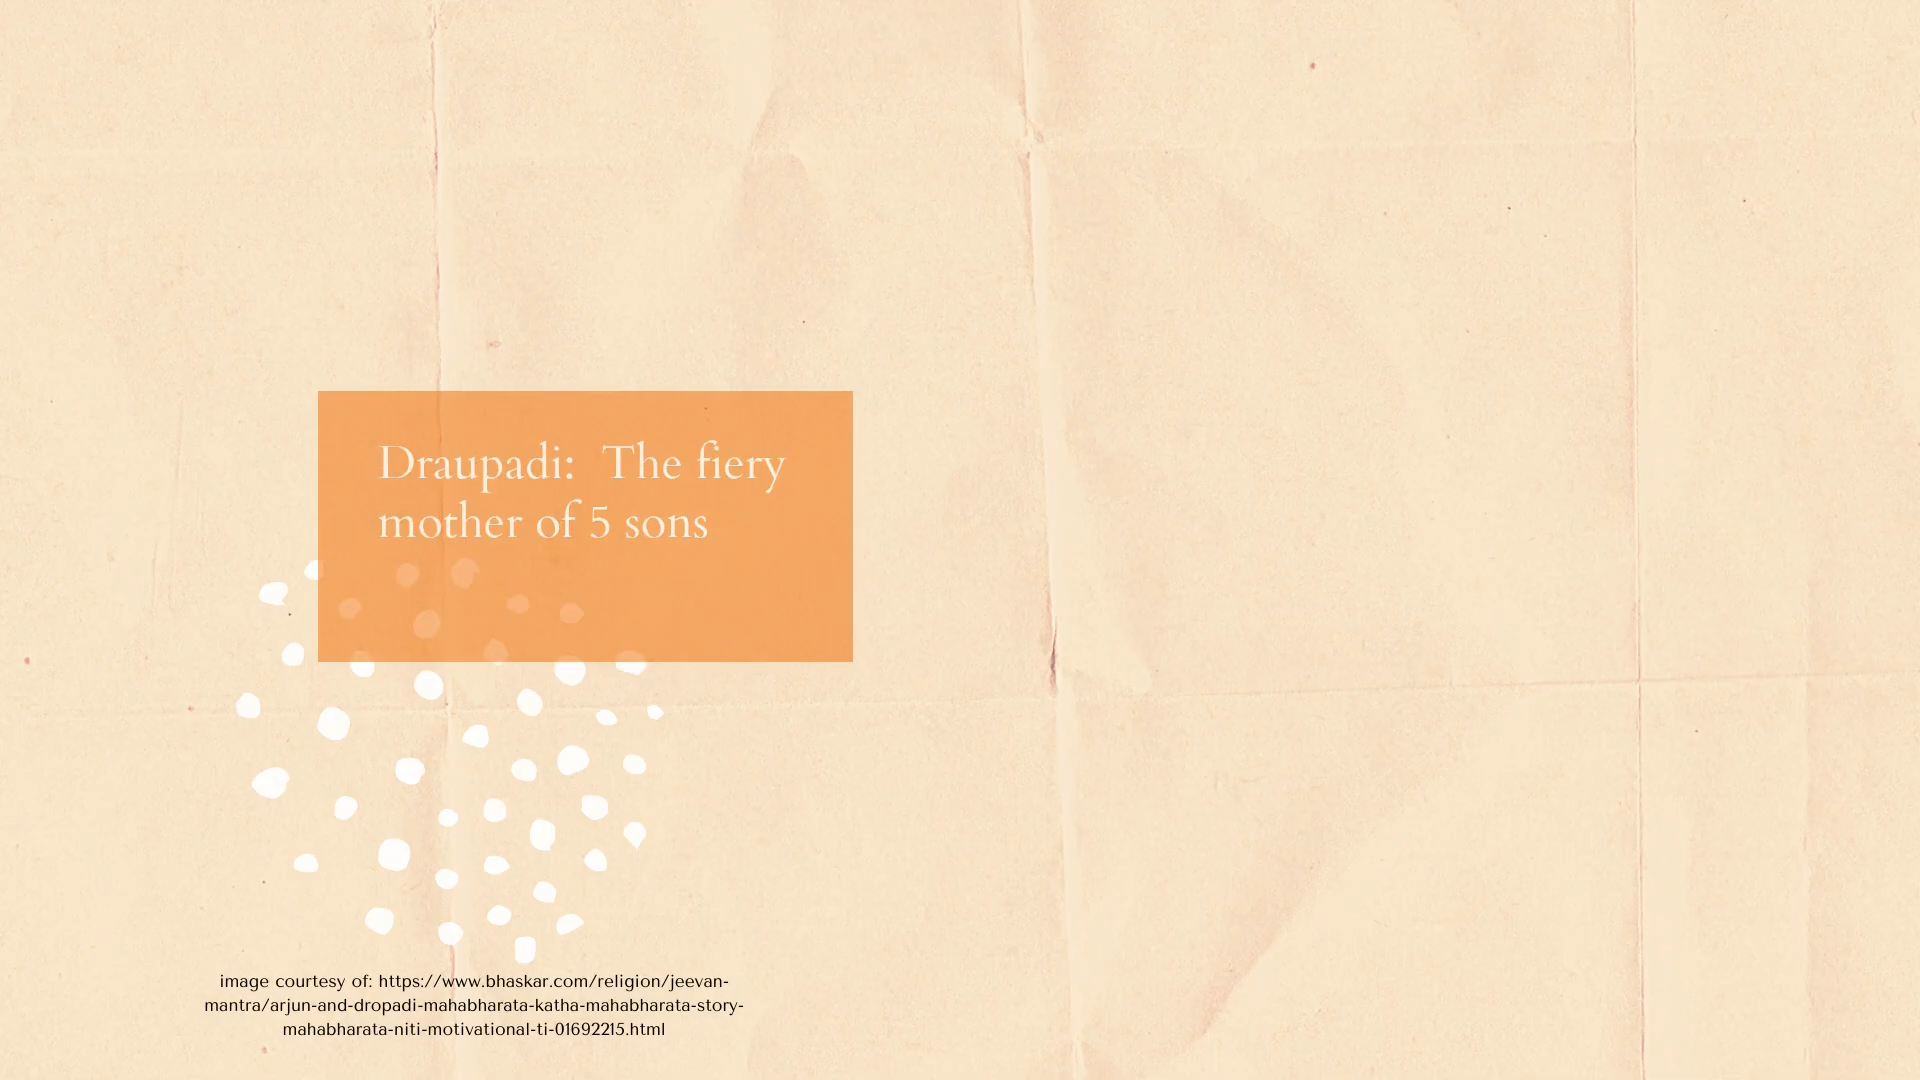 Draupadi:  The fiery
mother of 5 sons
image courtesy of: https://www.bhaskar.com/religion/jeevan-
mantra/arjun-and-dropadi-mahabharata-katha-mahabharata-story-
mahabharata-niti-motivational-ti-01692215.html